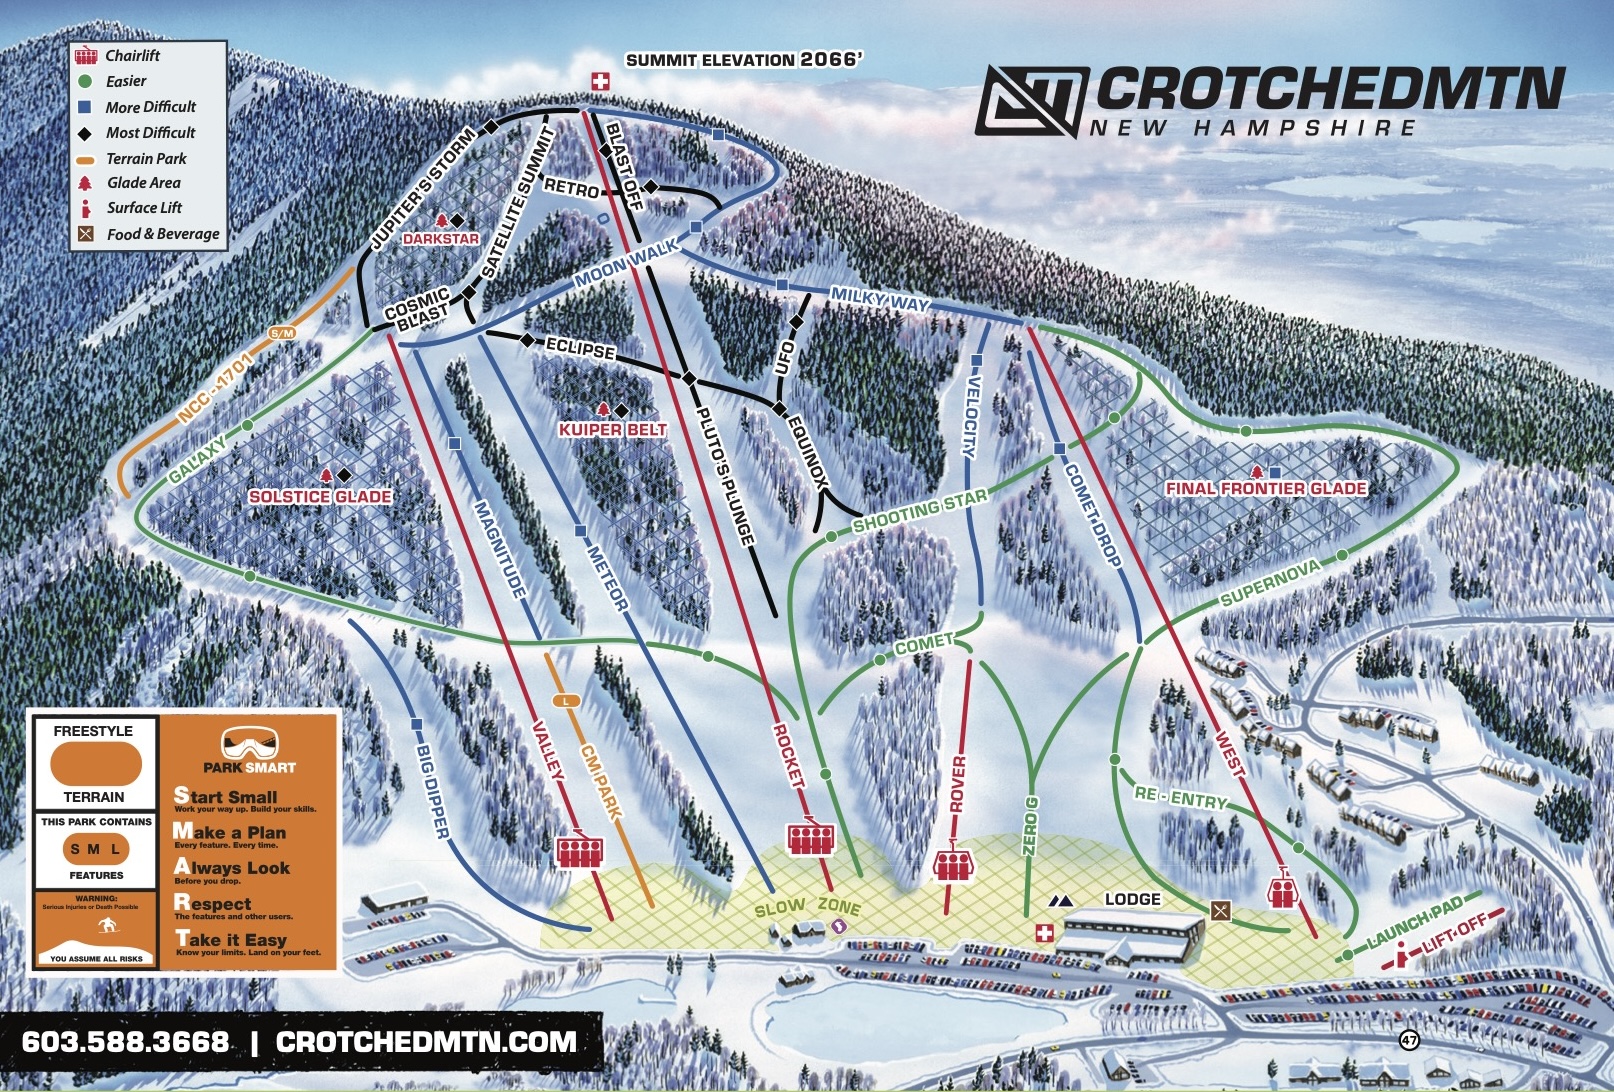 SUMMIT ELEVATION 2066'
CROTCHEDMTN
NEW HAMPSHIRE
Chairlift
Easier
More Difficult
Most Difficult
Terrain Park
Glade Area
Surface Lift
Food & Beverage
JUPITER'S STORM
SATELLITE SUMMIT
BLAST OFF
RETRO
DARKSTAR
COSMIC
BLAST
MOON WALK
MILKY WAY
S/M
NCC - 1701
GALAXY
ECLIPSE
UFO
KUIPER BELT
SOLSTICE GLADE
EQUINOX
PLUTO'S PLUNGE
VELOCITY
SHOOTING STAR
COMET DROP
FINAL FRONTIER GLADE
SUPERNOVA
MAGNITUDE
METEOR
COMET
L
BIG DIPPER
VALLEY
CM PARK
ROCKET
ROVER
ZERO G
WEST
RE - ENTRY
SLOW ZONE
LODGE
LAUNCH PAD
LIFT OFF
FREESTYLE
TERRAIN
THIS PARK CONTAINS
S M L
FEATURES
WARNING:
Serious Injuries or Death Possible
YOU ASSUME ALL RISKS
PARK SMART
Start Small
Work your way up. Build your skills.
Make a Plan
Every feature. Every time.
Always Look
Before you drop.
Respect
The features and other users.
Take it Easy
Know your limits. Land on your feet.
603.588.3668 | CROTCHEDMTN.COM
47